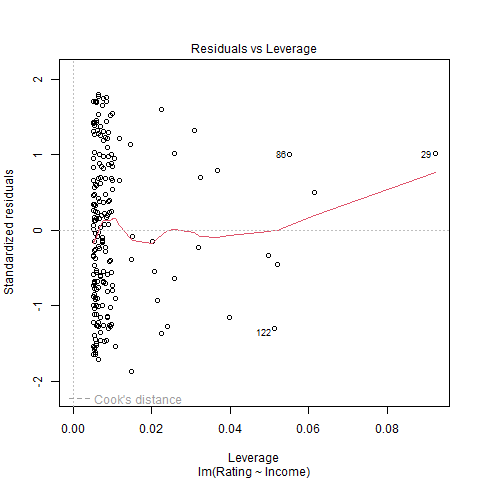 Residuals vs Leverage
Standardized residuals
2
1
0
-1
-2
86
29
122
Cook's distance
0.00 0.02 0.04 0.06 0.08
Leverage
lm(Rating ~ Income)